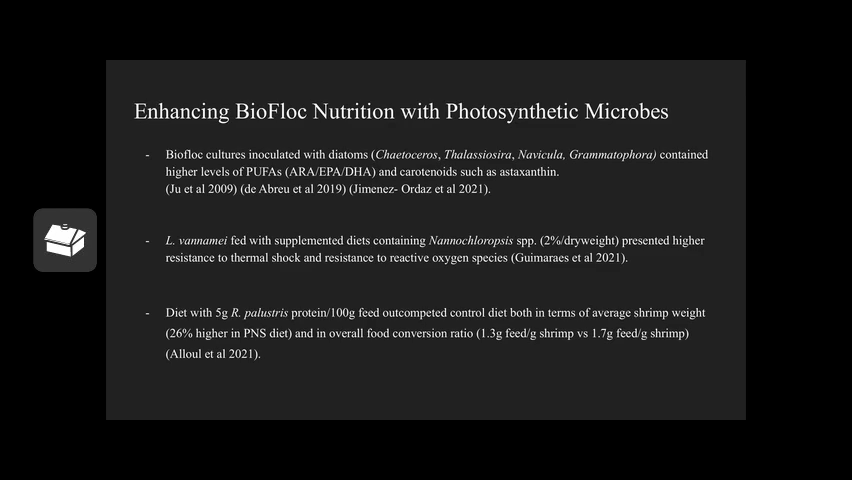 Enhancing BioFloc Nutrition with Photosynthetic Microbes
- Biofloc cultures inoculated with diatoms (Chaetoceros, Thalassiosira, Navicula, Grammatophora) contained
higher levels of PUFAs (ARA/EPA/DHA) and carotenoids such as astaxanthin.
(Ju et al 2009) (de Abreu et al 2019) (Jimenez- Ordaz et al 2021).
- L. vannamei fed with supplemented diets containing Nannochloropsis spp. (2%/dryweight) presented higher
resistance to thermal shock and resistance to reactive oxygen species (Guimaraes et al 2021).
- Diet with 5g R. palustris protein/100g feed outcompeted control diet both in terms of average shrimp weight
(26% higher in PNS diet) and in overall food conversion ratio (1.3g feed/g shrimp vs 1.7g feed/g shrimp)
(Alloul et al 2021).